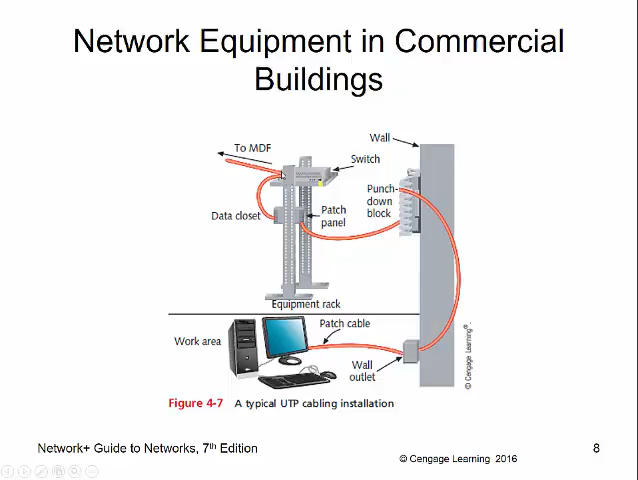 Network Equipment in Commercial
Buildings
Wall
To MDF
Switch
Punch-
down
block
Data closet
Patch
panel
Equipment rack
Patch cable
Work area
Wall
outlet
© Cengage Learning®.
Figure 4-7 A typical UTP cabling installation
Network+ Guide to Networks, 7th Edition
© Cengage Learning 2016
8